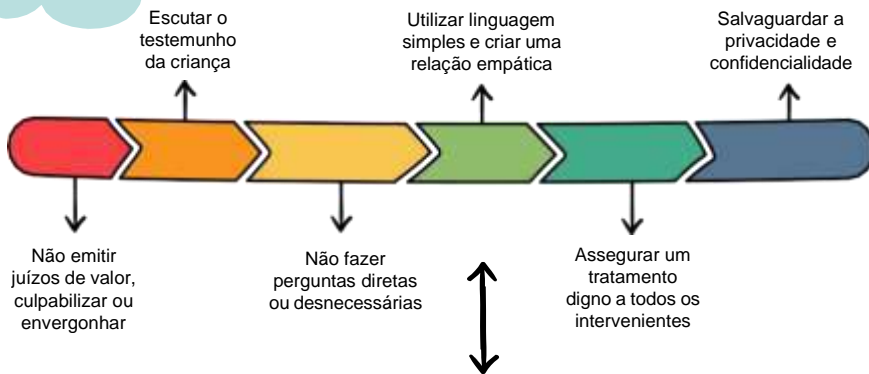 Escutar o
testemunho
da criança
Utilizar linguagem
simples e criar uma
relação empática
Salvaguardar a
privacidade e
confidencialidade
Não emitir
juízos de valor,
culpabilizar ou
envergonhar
Não fazer
perguntas diretas
ou desnecessárias
Assegurar um
tratamento
digno a todos os
intervenientes